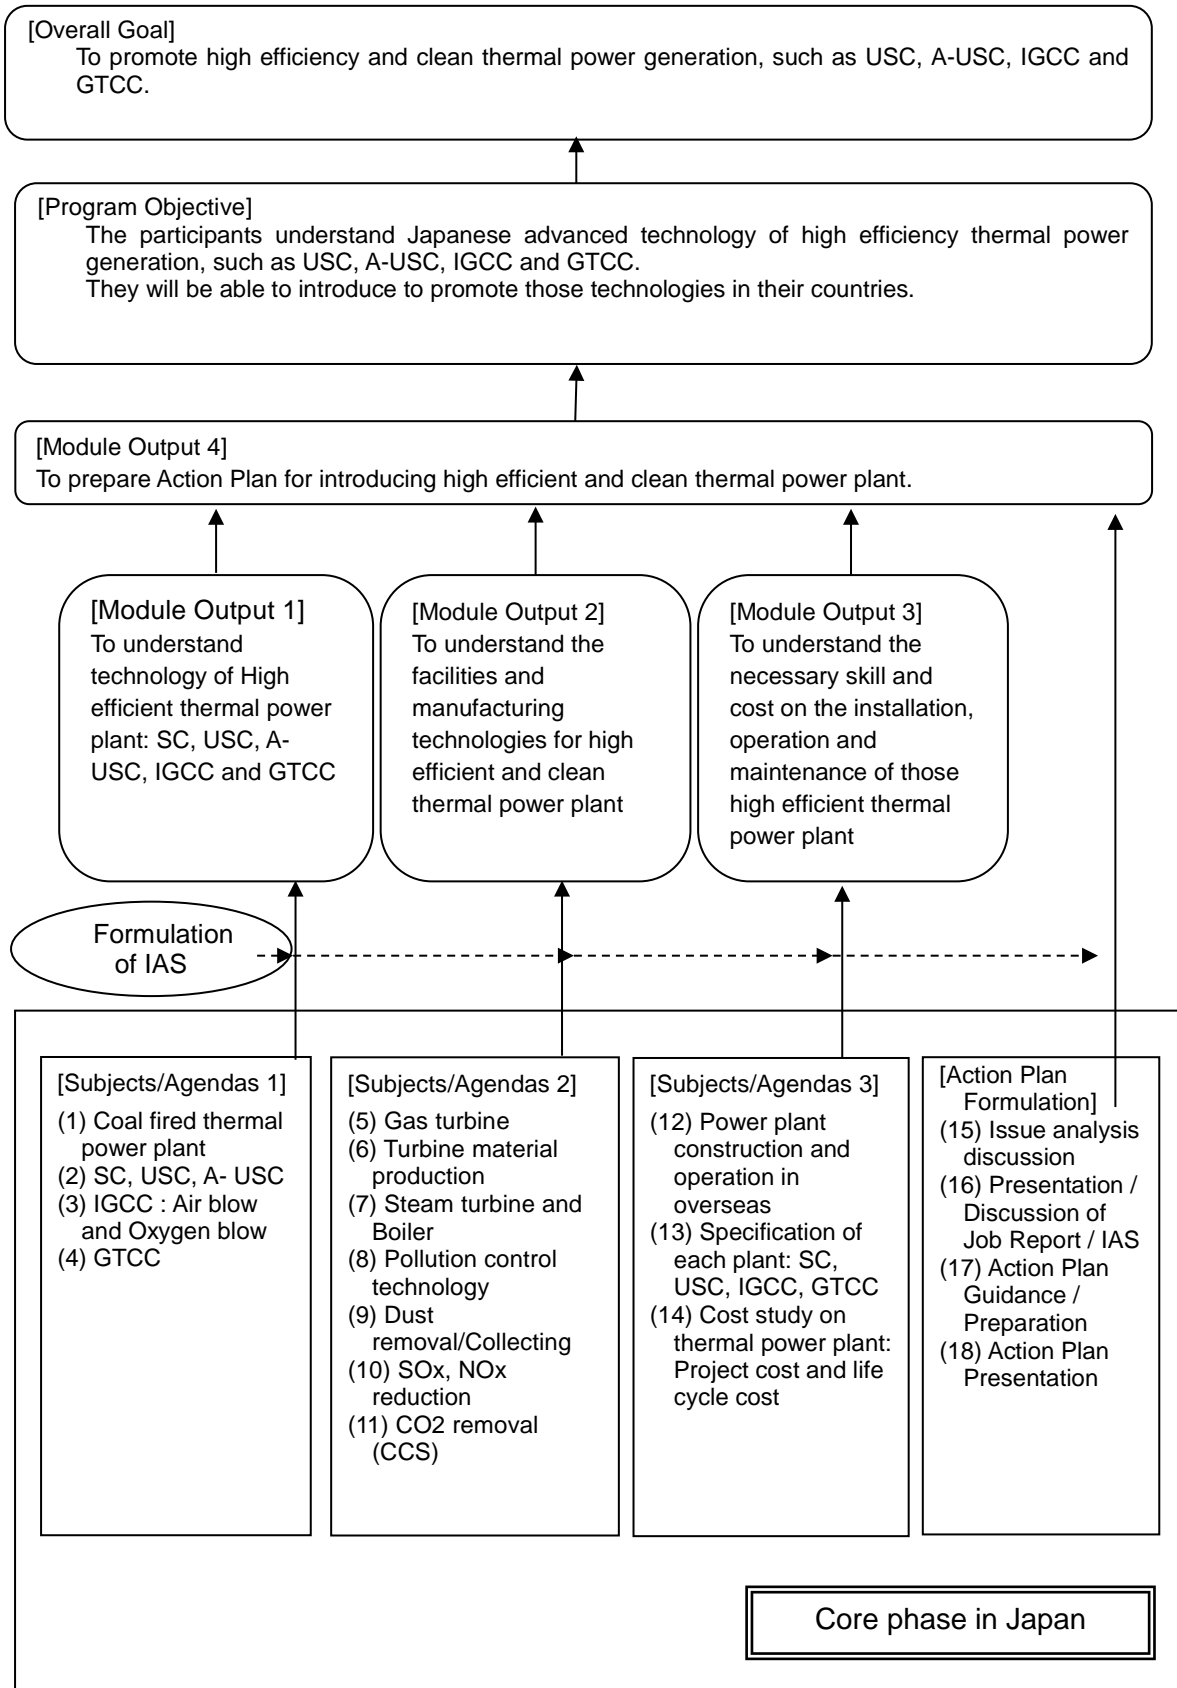 [Overall Goal]
To promote high efficiency and clean thermal power generation, such as USC, A-USC, IGCC and
GTCC.
[Program Objective]
The participants understand Japanese advanced technology of high efficiency thermal power
generation, such as USC, A-USC, IGCC and GTCC.
They will be able to introduce to promote those technologies in their countries.
[Module Output 4]
To prepare Action Plan for introducing high efficient and clean thermal power plant.
[Module Output 1]
To understand
technology of High
efficient thermal power
plant: SC, USC, A-
USC, IGCC and GTCC
[Module Output 2]
To understand the
facilities and
manufacturing
technologies for high
efficient and clean
thermal power plant
[Module Output 3]
To understand the
necessary skill and
cost on the installation,
operation and
maintenance of those
high efficient thermal
power plant
Formulation
of IAS
[Subjects/Agendas 1]
(1) Coal fired thermal
power plant
(2) SC, USC, A- USC
(3) IGCC : Air blow
and Oxygen blow
(4) GTCC
[Subjects/Agendas 2]
(5) Gas turbine
(6) Turbine material
production
(7) Steam turbine and
Boiler
(8) Pollution control
technology
(9) Dust
removal/Collecting
(10) SOx, NOx
reduction
(11) CO2 removal
(CCS)
[Subjects/Agendas 3]
(12) Power plant
construction and
operation in
overseas
(13) Specification of
each plant: SC,
USC, IGCC, GTCC
(14) Cost study on
thermal power plant:
Project cost and life
cycle cost
[Action Plan
Formulation]
(15) Issue analysis
discussion
(16) Presentation /
Discussion of
Job Report / IAS
(17) Action Plan
Guidance /
Preparation
(18) Action Plan
Presentation
Core phase in Japan